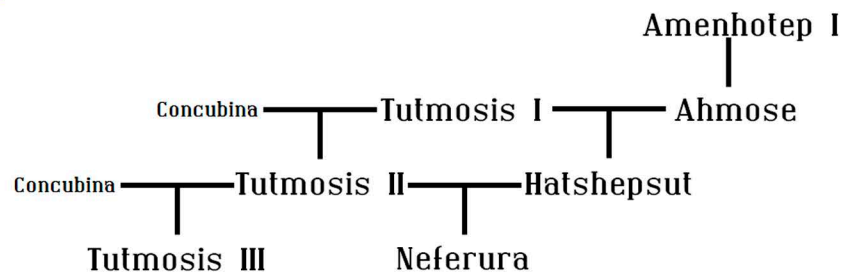 Amenhotep I
Concubina Tutmosis I Ahmose
Concubina Tutmosis II Hatshepsut
Tutmosis III Neferura